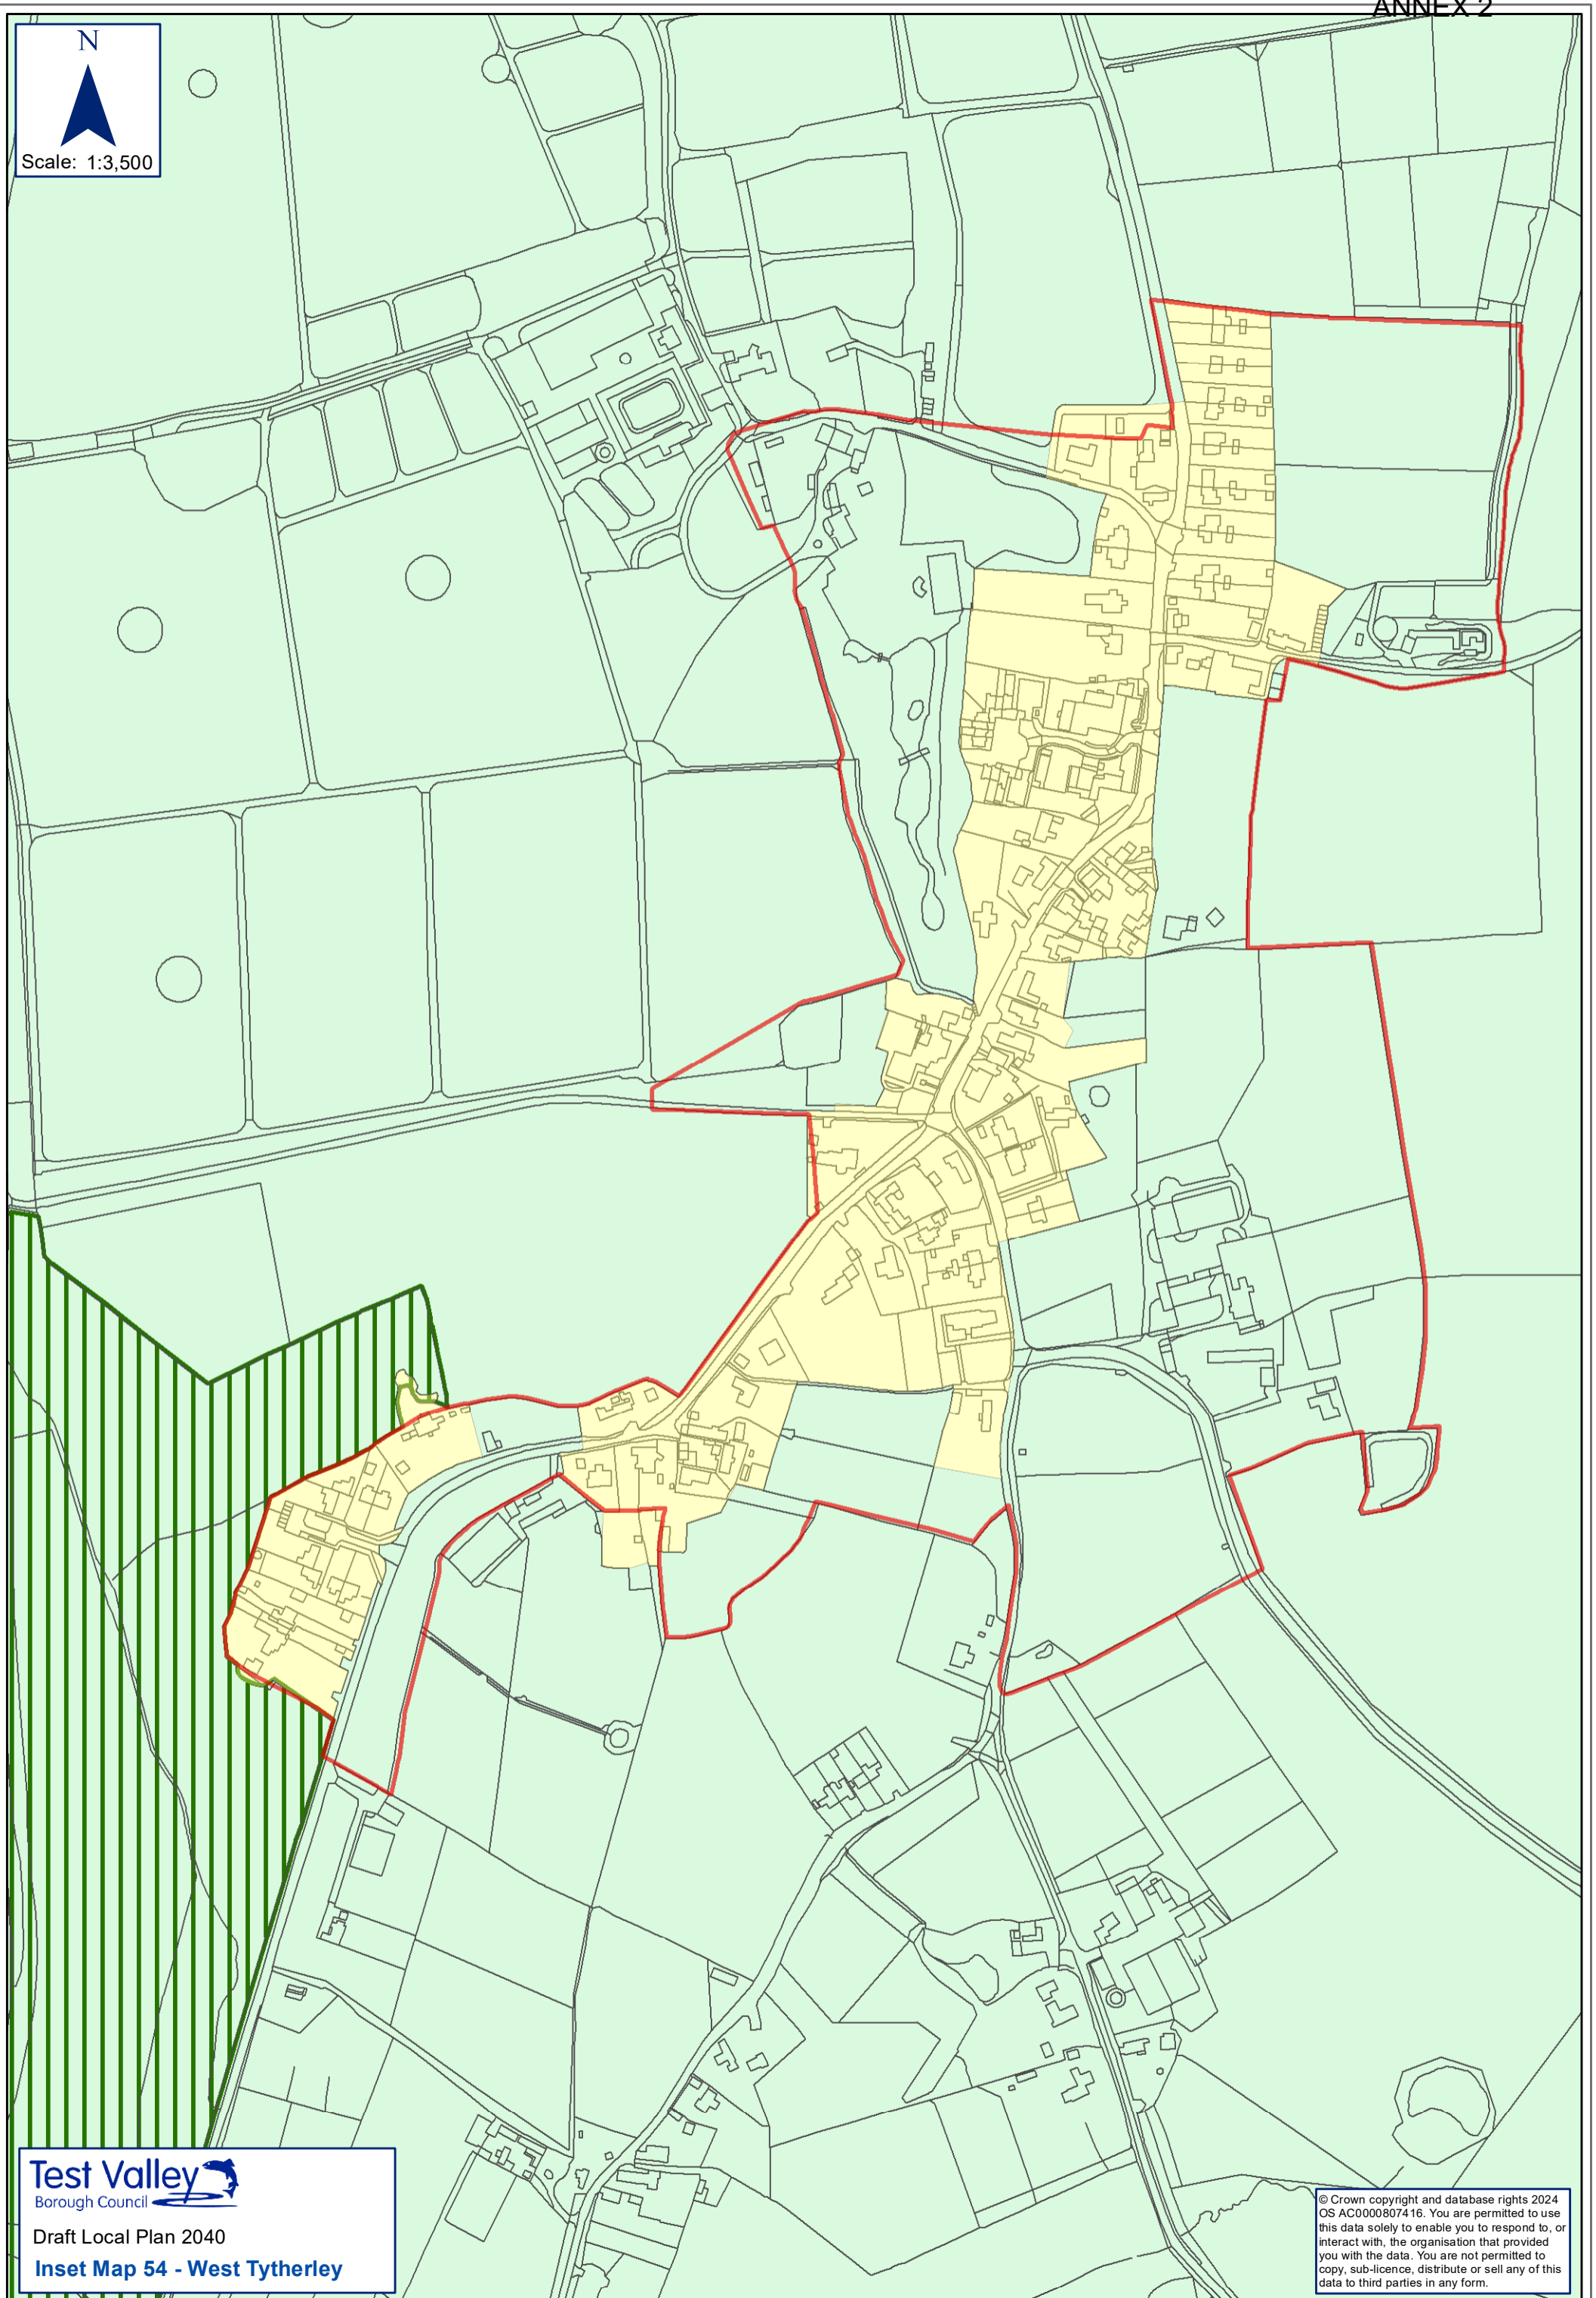 ANNEX 2
N
Scale: 1:3,500
Test Valley
Borough Council
Draft Local Plan 2040
Inset Map 54 - West Tytherley
© Crown copyright and database rights 2024
OS AC0000807416. You are permitted to use
this data solely to enable you to respond to, or
interact with, the organisation that provided
you with the data. You are not permitted to
copy, sub-licence, distribute or sell any of this
data to third parties in any form.